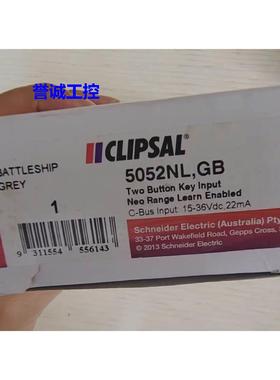 誉诚工控
BATTLESHIP
GREY
1
9 311554 556143
CLIPSAL®
5052NL,GB
Two Button Key Input
Neo Range Learn Enabled
C-Bus Input: 15-36Vdc, 22mA
Schneider Electric (Australia) Pty
33-37 Port Wakefield Road, Gepps Cross,
© 2013 Schneider Electric